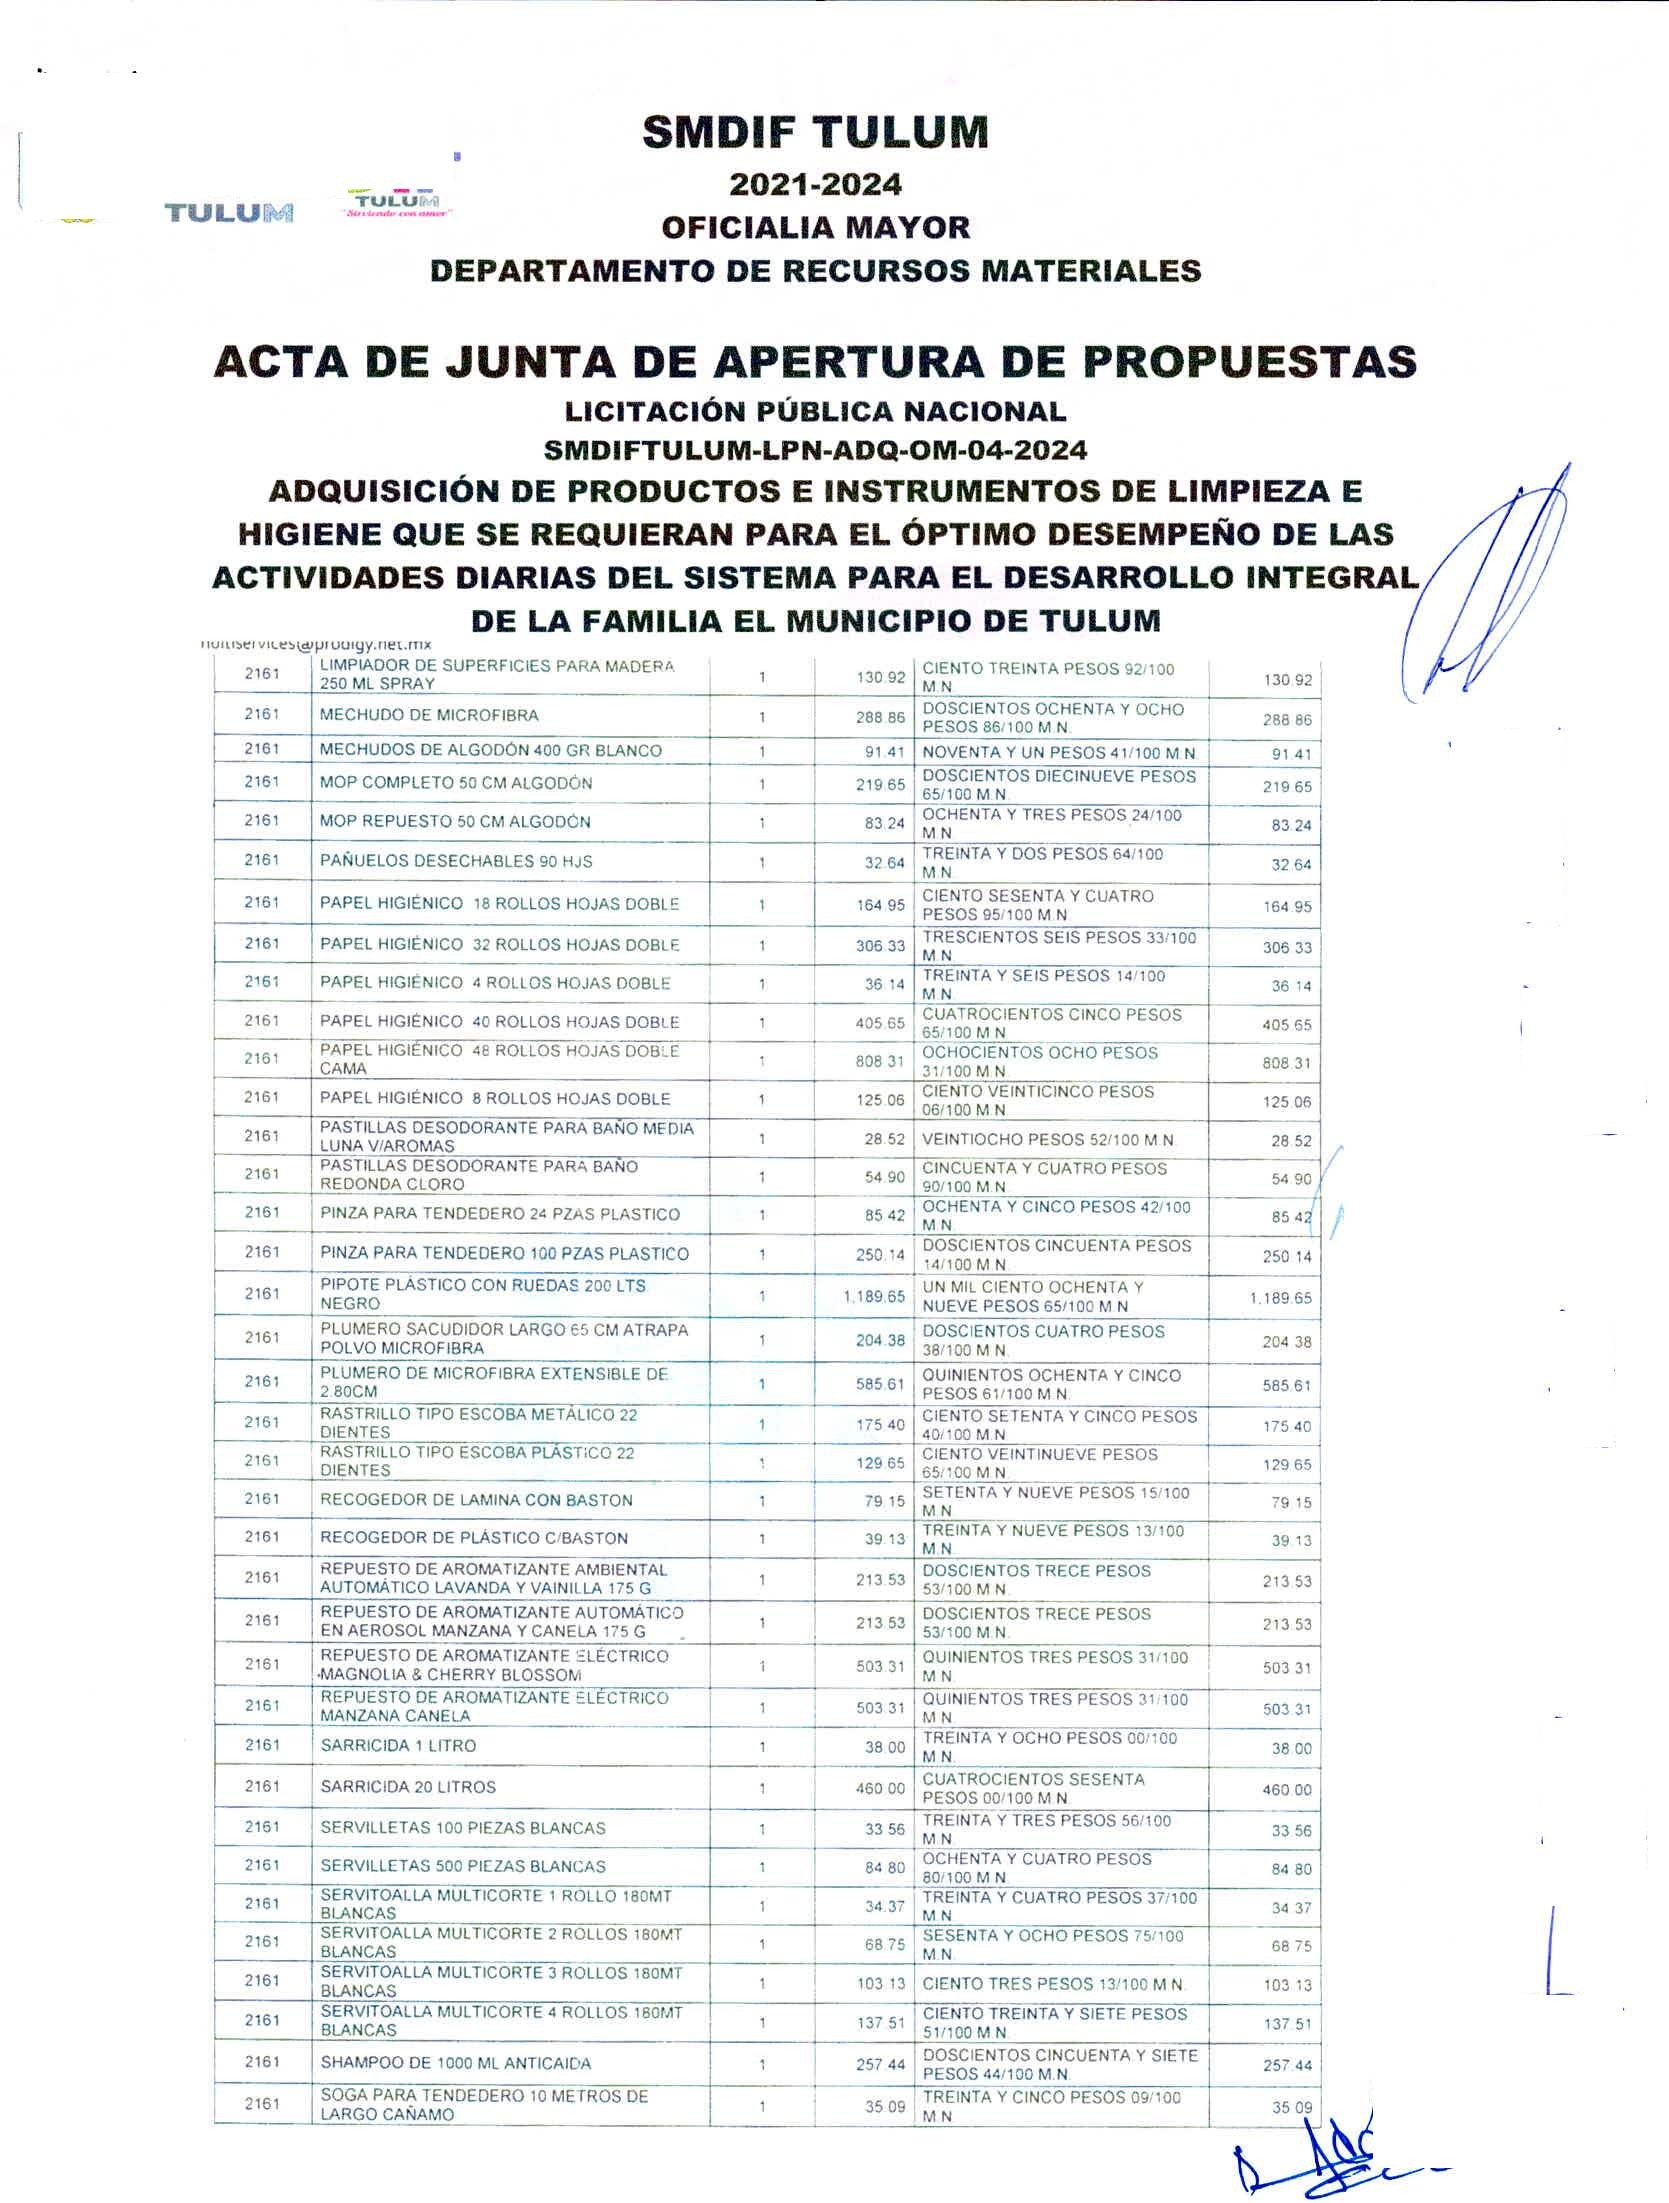 SMDIF TULUM
2021-2024
TULUM
TULUM
"Sirviendo con amor"
OFICIALIA MAYOR
DEPARTAMENTO DE RECURSOS MATERIALES
ACTA DE JUNTA DE APERTURA DE PROPUESTAS
LICITACIÓN PÚBLICA NACIONAL
SMDIFTULUM-LPN-ADQ-OM-04-2024
ADQUISICIÓN DE PRODUCTOS E INSTRUMENTOS DE LIMPIEZA E
HIGIENE QUE SE REQUIERAN PARA EL ÓPTIMO DESEMPEÑO DE LAS
ACTIVIDADES DIARIAS DEL SISTEMA PARA EL DESARROLLO INTEGRAL
DE LA FAMILIA EL MUNICIPIO DE TULUM
2161 LIMPIADOR DE SUPERFICIES PARA MADERA 1 130.92 CIENTO TREINTA PESOS 92/100 130.92
250 ML SPRAY M.N.
2161 MECHUDO DE MICROFIBRA 1 288.86 DOSCIENTOS OCHENTA Y OCHO 288.86
PESOS 86/100 M.N.
2161 MECHUDOS DE ALGODÓN 400 GR BLANCO 1 91.41 NOVENTA Y UN PESOS 41/100 M.N. 91.41
2161 MOP COMPLETO 50 CM ALGODÓN 1 219.65 DOSCIENTOS DIECINUEVE PESOS 219.65
65/100 M.N.
2161 MOP REPUESTO 50 CM ALGODÓN 1 83.24 OCHENTA Y TRES PESOS 24/100 83.24
M.N.
2161 PAÑUELOS DESECHABLES 90 HJS 1 32.64 TREINTA Y DOS PESOS 64/100 32.64
M.N.
2161 PAPEL HIGIÉNICO 18 ROLLOS HOJAS DOBLE 1 164.95 CIENTO SESENTA Y CUATRO 164.95
PESOS 95/100 M.N.
2161 PAPEL HIGIÉNICO 32 ROLLOS HOJAS DOBLE 1 306.33 TRESCIENTOS SEIS PESOS 33/100 306.33
M.N.
2161 PAPEL HIGIÉNICO 4 ROLLOS HOJAS DOBLE 1 36.14 TREINTA Y SEIS PESOS 14/100 36.14
M.N.
2161 PAPEL HIGIÉNICO 40 ROLLOS HOJAS DOBLE 1 405.65 CUATROCIENTOS CINCO PESOS 405.65
65/100 M.N.
2161 PAPEL HIGIÉNICO 48 ROLLOS HOJAS DOBLE 1 808.31 OCHOCIENTOS OCHO PESOS 808.31
CAMA 31/100 M.N.
2161 PAPEL HIGIÉNICO 8 ROLLOS HOJAS DOBLE 1 125.06 CIENTO VEINTICINCO PESOS 125.06
06/100 M.N.
2161 PASTILLAS DESODORANTE PARA BAÑO MEDIA 1 28.52 VEINTIOCHO PESOS 52/100 M.N. 28.52
LUNA V/AROMAS
2161 PASTILLAS DESODORANTE PARA BAÑO 1 54.90 CINCUENTA Y CUATRO PESOS 54.90
REDONDA CLORO 90/100 M.N.
2161 PINZA PARA TENDEDERO 24 PZAS PLASTICO 1 85.42 OCHENTA Y CINCO PESOS 42/100 85.42
M.N.
2161 PINZA PARA TENDEDERO 100 PZAS PLASTICO 1 250.14 DOSCIENTOS CINCUENTA PESOS 250.14
14/100 M.N.
2161 PIPOTE PLÁSTICO CON RUEDAS 200 LTS. 1 1,189.65 UN MIL CIENTO OCHENTA Y 1,189.65
NEGRO NUEVE PESOS 65/100 M.N.
2161 PLUMERO SACUDIDOR LARGO 65 CM ATRAPA 1 204.38 DOSCIENTOS CUATRO PESOS 204.38
POLVO MICROFIBRA 38/100 M.N.
2161 PLUMERO DE MICROFIBRA EXTENSIBLE DE 1 585.61 QUINIENTOS OCHENTA Y CINCO 585.61
2.80CM PESOS 61/100 M.N.
2161 RASTRILLO TIPO ESCOBA METÁLICO 22 1 175.40 CIENTO SETENTA Y CINCO PESOS 175.40
DIENTES 40/100 M.N.
2161 RASTRILLO TIPO ESCOBA PLÁSTICO 22 1 129.65 CIENTO VEINTINUEVE PESOS 129.65
DIENTES 65/100 M.N.
2161 RECOGEDOR DE LAMINA CON BASTON 1 79.15 SETENTA Y NUEVE PESOS 15/100 79.15
M.N.
2161 RECOGEDOR DE PLÁSTICO C/BASTON 1 39.13 TREINTA Y NUEVE PESOS 13/100 39.13
M.N.
2161 REPUESTO DE AROMATIZANTE AMBIENTAL 1 213.53 DOSCIENTOS TRECE PESOS 213.53
AUTOMÁTICO LAVANDA Y VAINILLA 175 G 53/100 M.N.
2161 REPUESTO DE AROMATIZANTE AUTOMÁTICO 1 213.53 DOSCIENTOS TRECE PESOS 213.53
EN AEROSOL MANZANA Y CANELA 175 G 53/100 M.N.
2161 REPUESTO DE AROMATIZANTE ELÉCTRICO 1 503.31 QUINIENTOS TRES PESOS 31/100 503.31
MAGNOLIA & CHERRY BLOSSOM M.N.
2161 REPUESTO DE AROMATIZANTE ELÉCTRICO 1 503.31 QUINIENTOS TRES PESOS 31/100 503.31
MANZANA CANELA M.N.
2161 SARRICIDA 1 LITRO 1 38.00 TREINTA Y OCHO PESOS 00/100 38.00
M.N.
2161 SARRICIDA 20 LITROS 1 460.00 CUATROCIENTOS SESENTA 460.00
PESOS 00/100 M.N.
2161 SERVILLETAS 100 PIEZAS BLANCAS 1 33.56 TREINTA Y TRES PESOS 56/100 33.56
M.N.
2161 SERVILLETAS 500 PIEZAS BLANCAS 1 84.80 OCHENTA Y CUATRO PESOS 84.80
80/100 M.N.
2161 SERVITOALLA MULTICORTE 1 ROLLO 180MT 1 34.37 TREINTA Y CUATRO PESOS 37/100 34.37
BLANCAS M.N.
2161 SERVITOALLA MULTICORTE 2 ROLLOS 180MT 1 68.75 SESENTA Y OCHO PESOS 75/100 68.75
BLANCAS M.N.
2161 SERVITOALLA MULTICORTE 3 ROLLOS 180MT 1 103.13 CIENTO TRES PESOS 13/100 M.N. 103.13
BLANCAS
2161 SERVITOALLA MULTICORTE 4 ROLLOS 180MT 1 137.51 CIENTO TREINTA Y SIETE PESOS 137.51
BLANCAS 51/100 M.N.
2161 SHAMPOO DE 1000 ML ANTICAIDA 1 257.44 DOSCIENTOS CINCUENTA Y SIETE 257.44
PESOS 44/100 M.N.
2161 SOGA PARA TENDEDERO 10 METROS DE 1 35.09 TREINTA Y CINCO PESOS 09/100 35.09
LARGO CAÑAMO M.N.